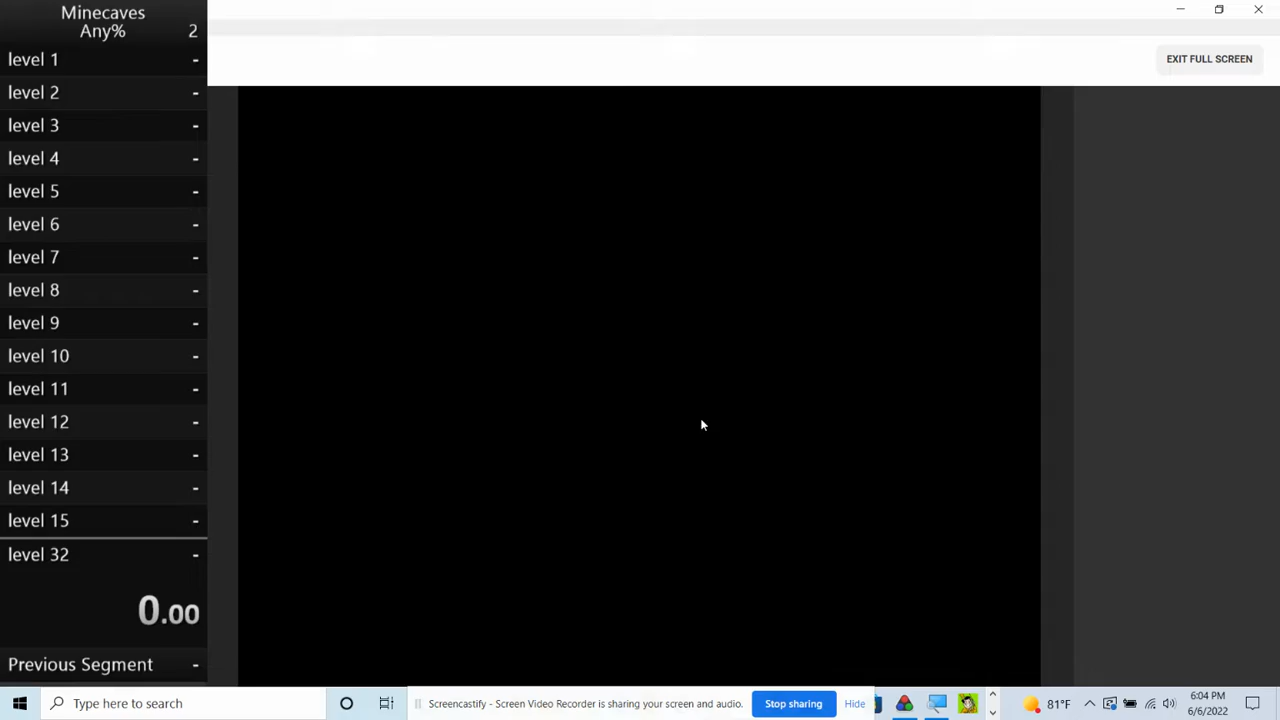 Minecaves
Any% 2
level 1 -
level 2 -
level 3 -
level 4 -
level 5 -
level 6 -
level 7 -
level 8 -
level 9 -
level 10 -
level 11 -
level 12 -
level 13 -
level 14 -
level 15 -
level 32 -
0.00
Previous Segment -
EXIT FULL SCREEN
Type here to search
Screencastify - Screen Video Recorder is sharing your screen and audio.
Stop sharing
Hide
81°F
6:04 PM
6/6/2022